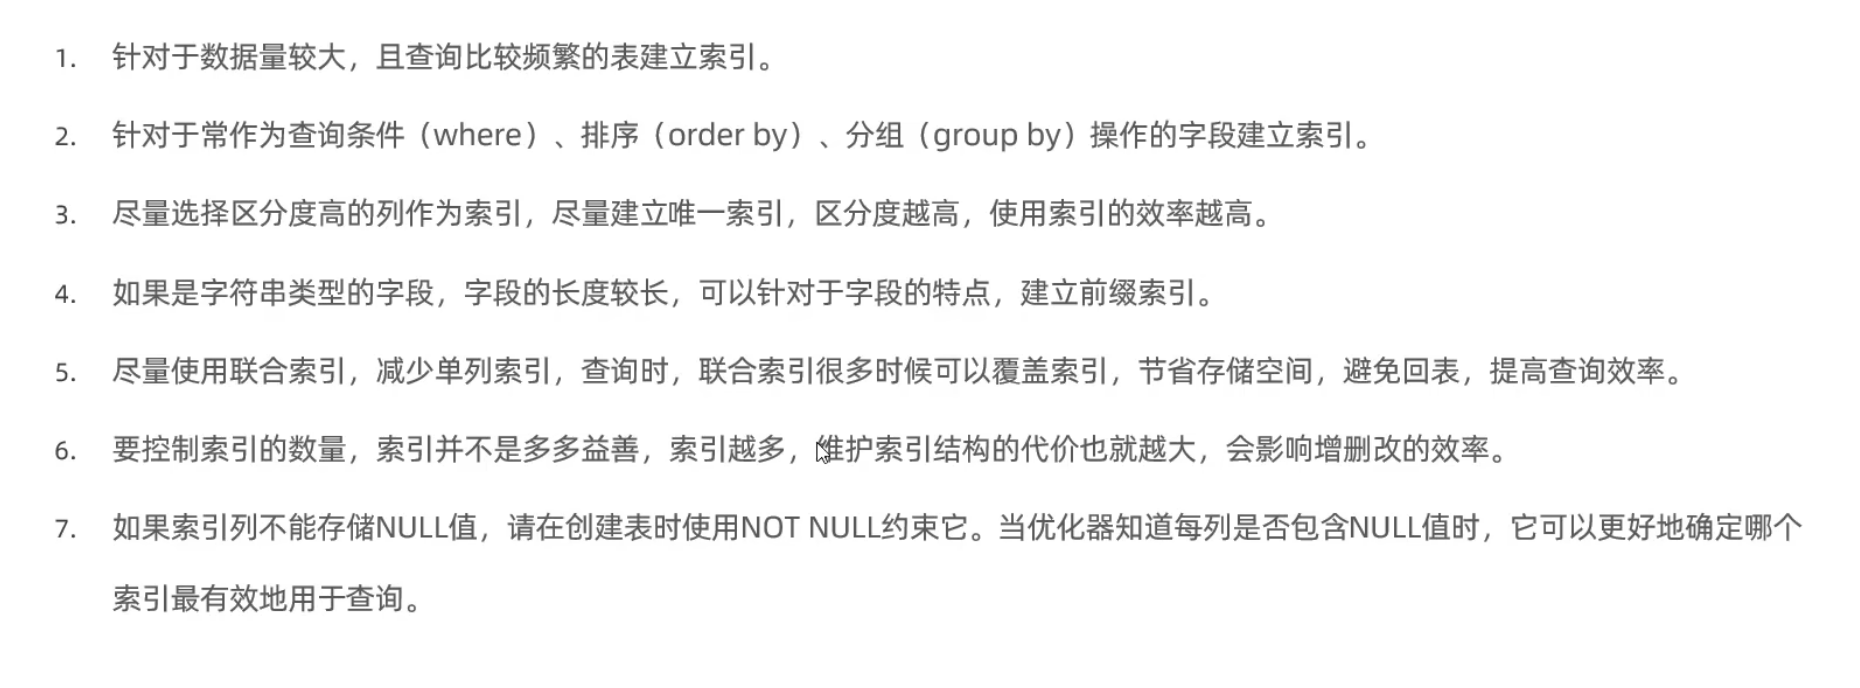 1. 针对于数据量较大，且查询比较频繁的表建立索引。
2. 针对于常作为查询条件（where）、排序（order by）、分组（group by）操作的字段建立索引。
3. 尽量选择区分度高的列作为索引，尽量建立唯一索引，区分度越高，使用索引的效率越高。
4. 如果是字符串类型的字段，字段的长度较长，可以针对于字段的特点，建立前缀索引。
5. 尽量使用联合索引，减少单列索引，查询时，联合索引很多时候可以覆盖索引，节省存储空间，避免回表，提高查询效率。
6. 要控制索引的数量，索引并不是多多益善，索引越多，维护索引结构的代价也就越大，会影响增删改的效率。
7. 如果索引列不能存储NULL值，请在创建表时使用NOT NULL约束它。当优化器知道每列是否包含NULL值时，它可以更好地确定哪个
索引最有效地用于查询。